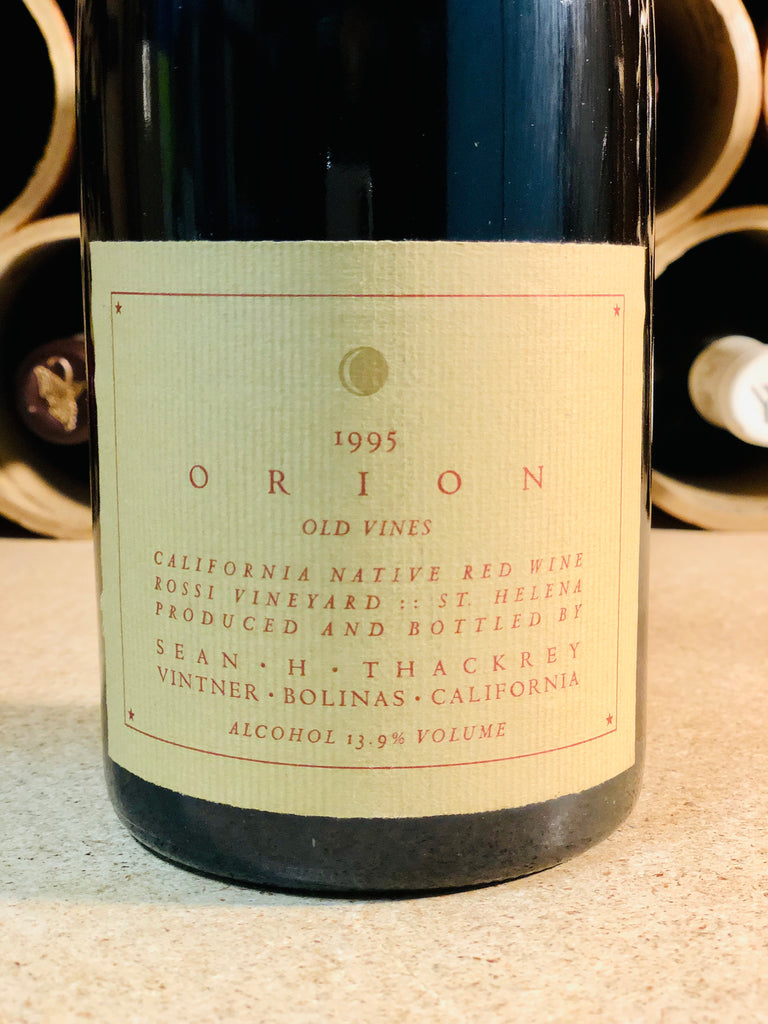 1995
ORION
OLD VINES
CALIFORNIA NATIVE RED WINE
ROSSI VINEYARD :: ST. HELENA
PRODUCED AND BOTTLED BY
SEAN • H • THACKREY
VINTNER • BOLINAS • CALIFORNIA
ALCOHOL 13.9% VOLUME